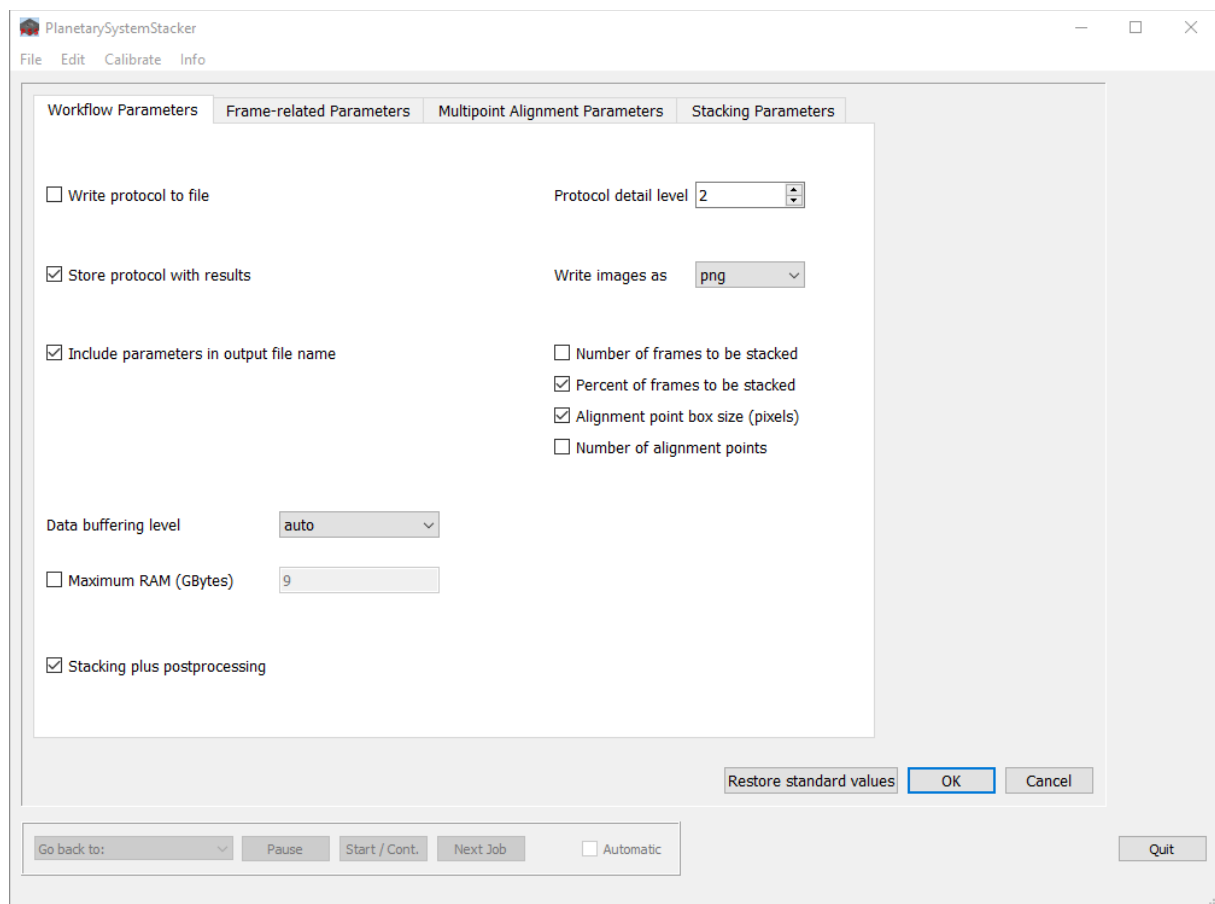 PlanetarySystemStacker
File Edit Calibrate Info
Workflow Parameters Frame-related Parameters Multipoint Alignment Parameters Stacking Parameters
Write protocol to file Protocol detail level 2
Store protocol with results Write images as png
Include parameters in output file name Number of frames to be stacked
Percent of frames to be stacked
Alignment point box size (pixels)
Number of alignment points
Data buffering level auto
Maximum RAM (GBytes) 9
Stacking plus postprocessing
Restore standard values OK Cancel
Go back to: Pause Start / Cont. Next Job Automatic Quit